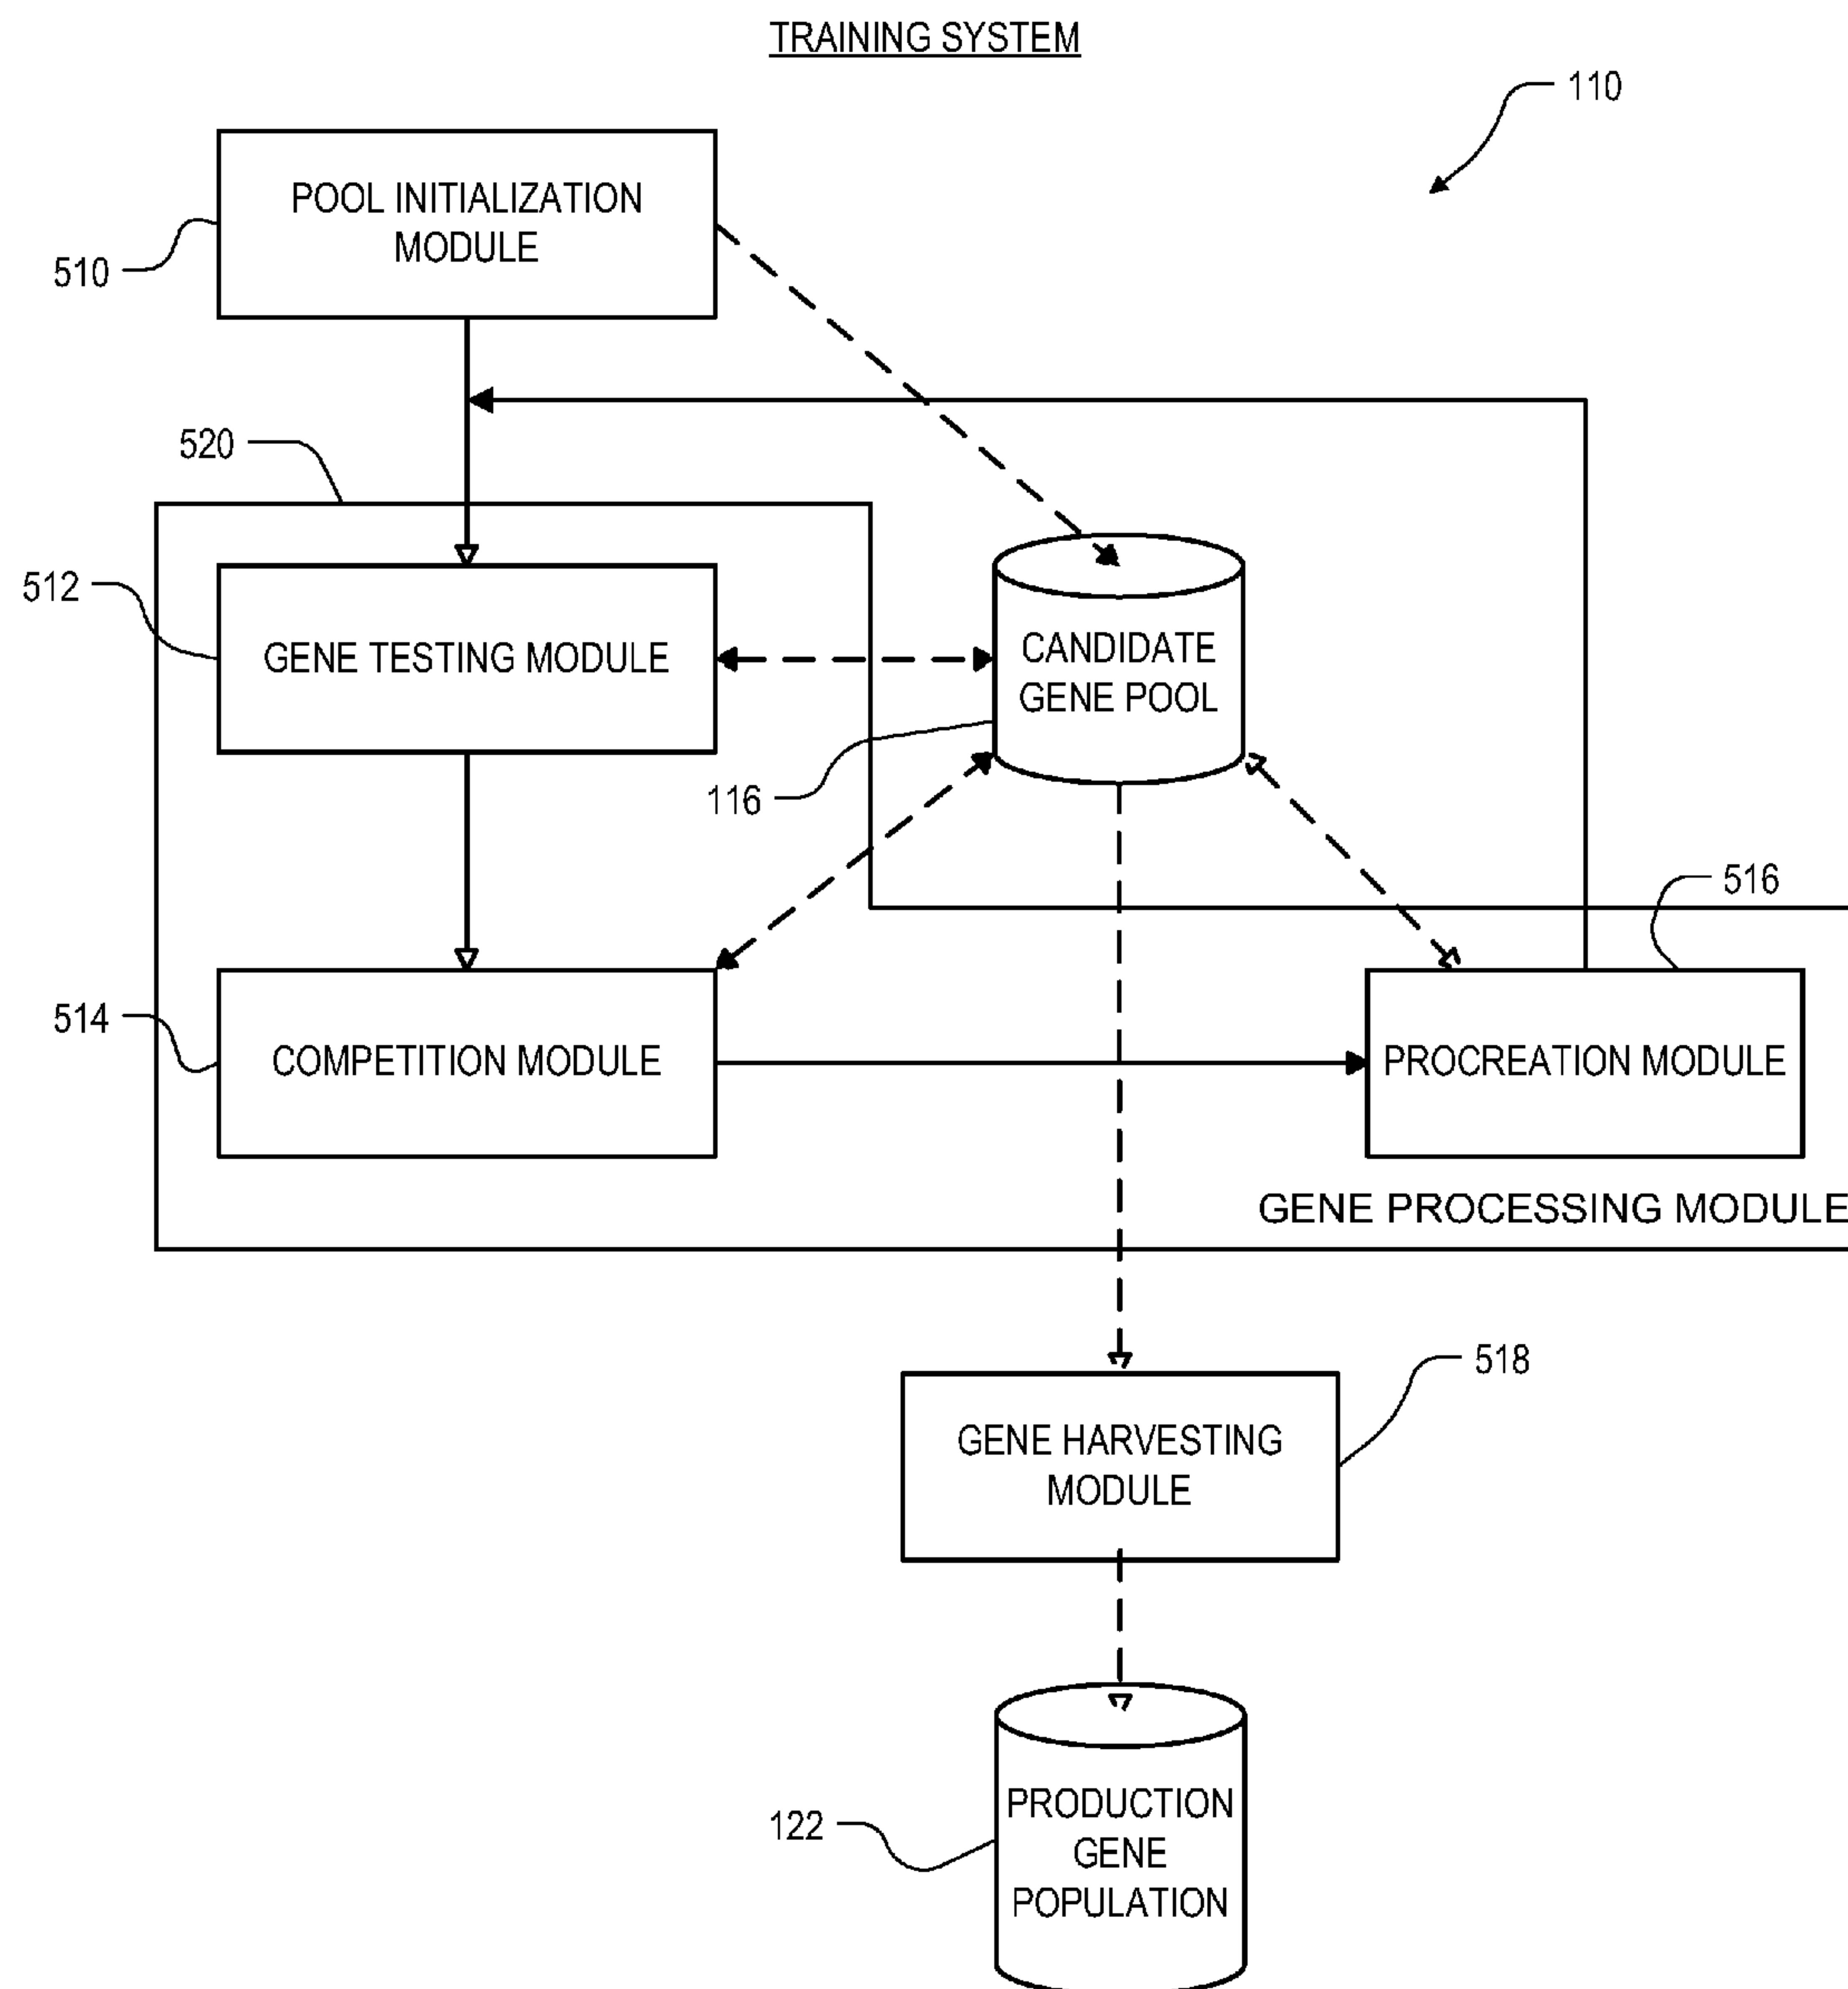 TRAINING SYSTEM
110
POOL INITIALIZATION
MODULE
510
520
512
GENE TESTING MODULE
CANDIDATE
GENE POOL
116
516
514
COMPETITION MODULE
PROCREATION MODULE
GENE PROCESSING MODULE
518
GENE HARVESTING
MODULE
122
PRODUCTION
GENE
POPULATION